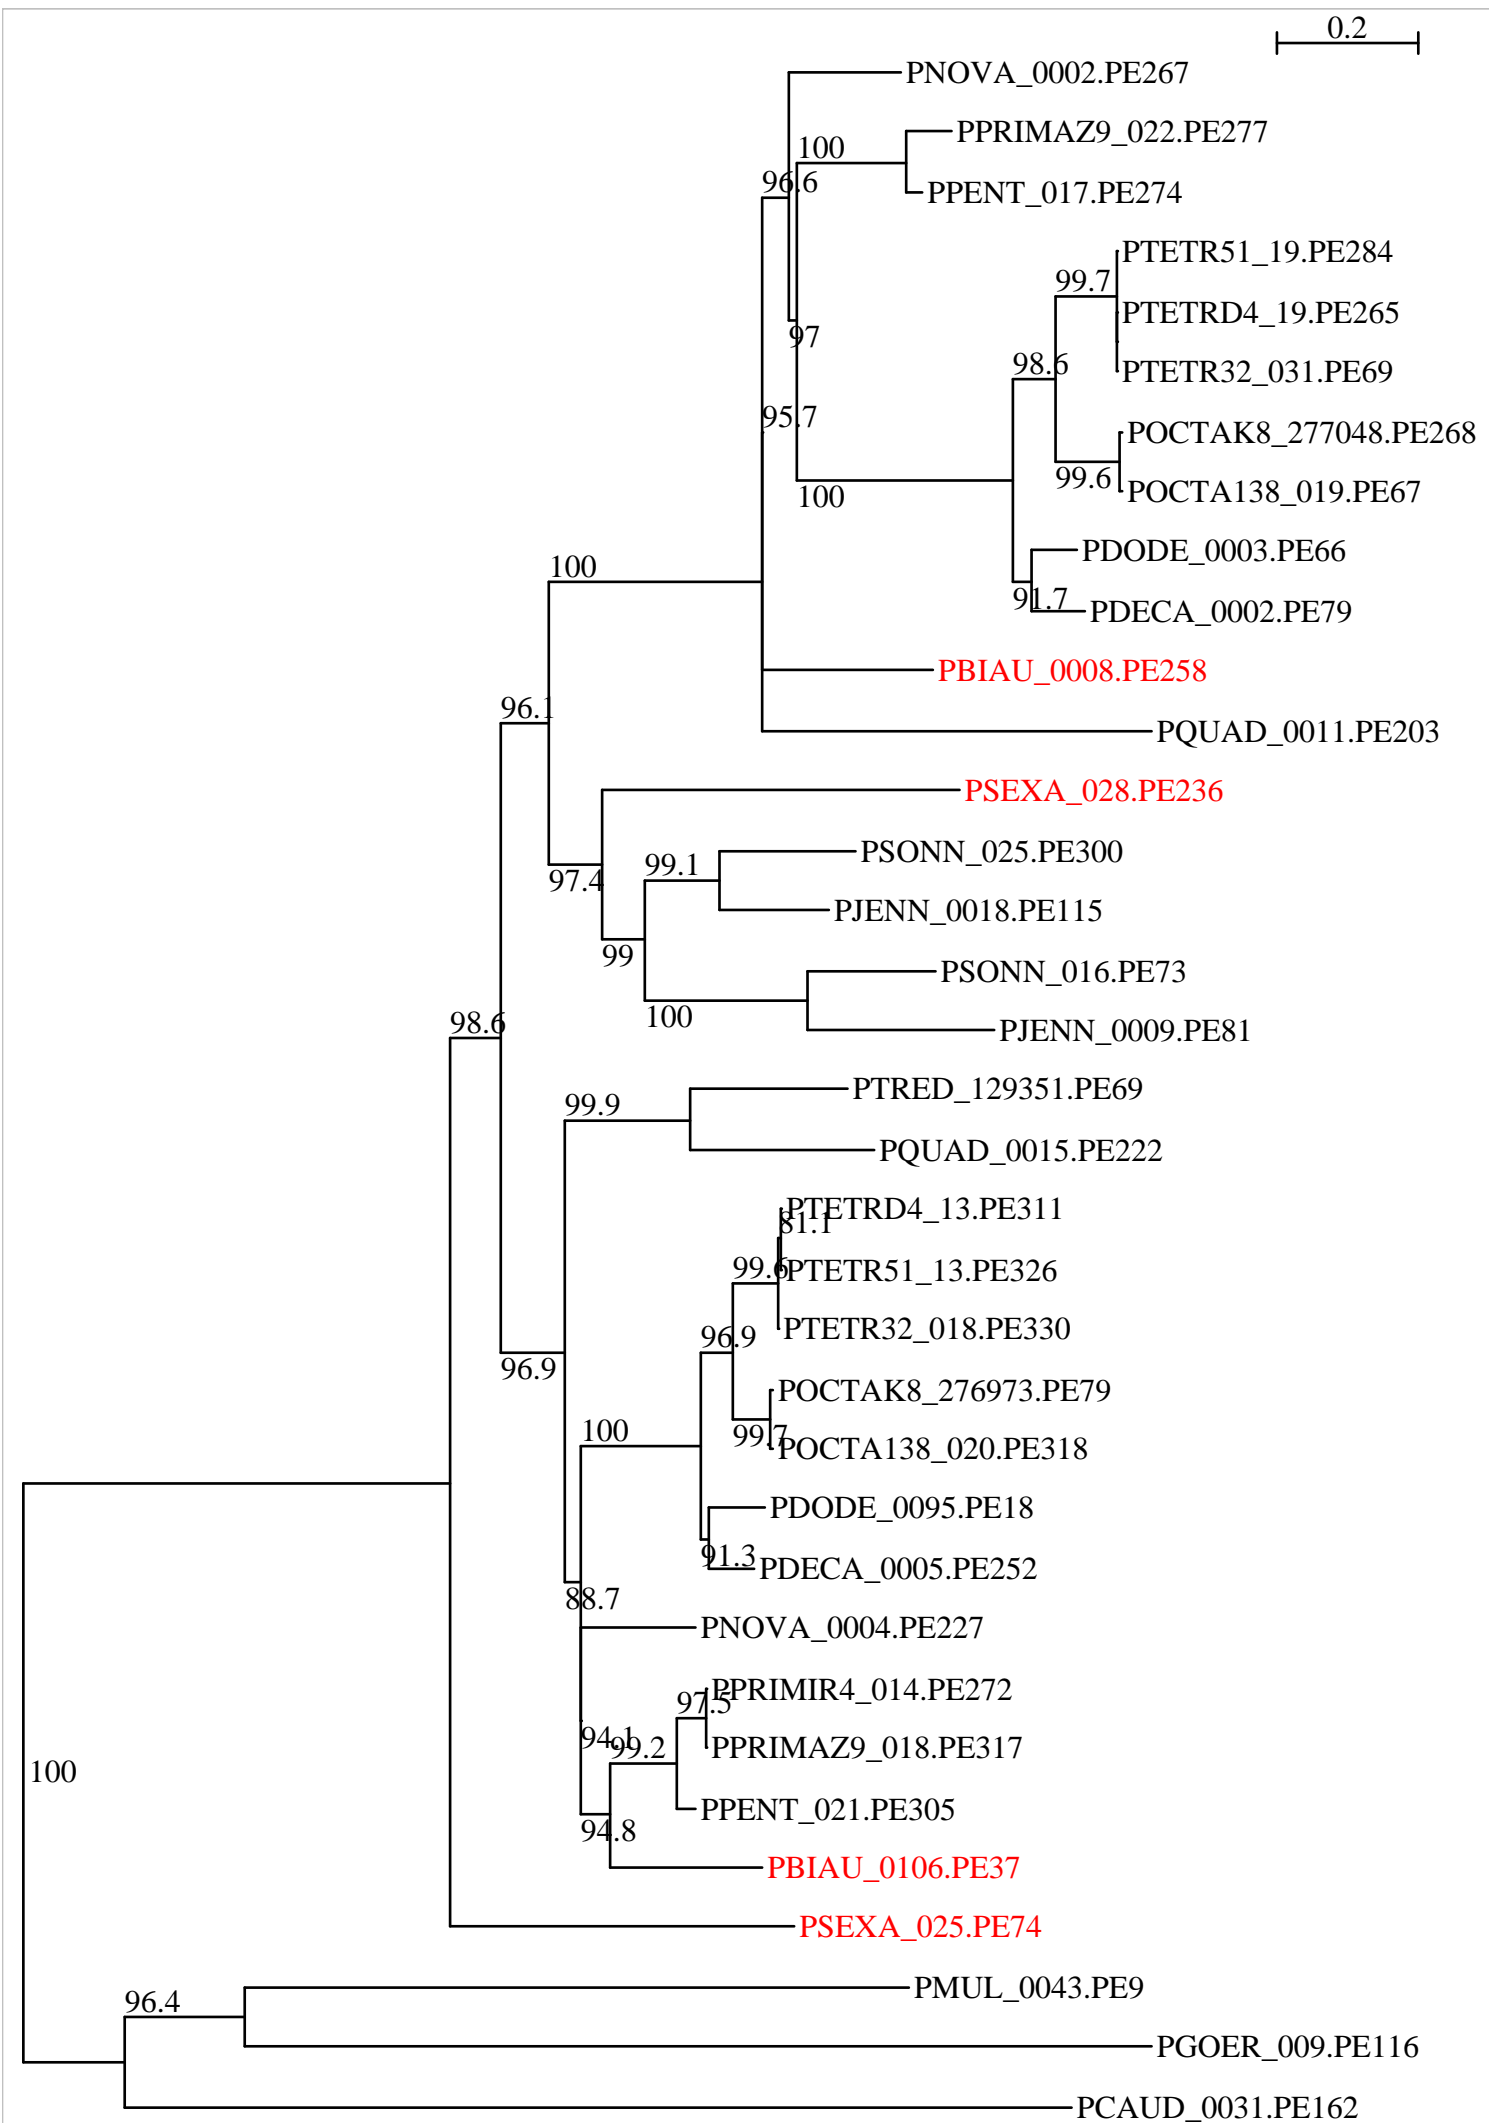 0.2
PNOVA_0002.PE267
PPRIMAZ9_022.PE277
100
96.6
PPENT_017.PE274
PTETR51_19.PE284
99.7
PTETRD4_19.PE265
97
98.6
PTETR32_031.PE69
95.7
POCTAK8_277048.PE268
99.6
100
POCTA138_019.PE67
PDODE_0003.PE66
100
91.7
PDECA_0002.PE79
PBIAU_0008.PE258
96.1
PQUAD_0011.PE203
PSEXA_028.PE236
PSONN_025.PE300
99.1
97.4
PJENN_0018.PE115
99
PSONN_016.PE73
100
98.6
PJENN_0009.PE81
PTRED_129351.PE69
99.9
PQUAD_0015.PE222
PTETRD4_13.PE311
81.1
99.6
PTETR51_13.PE326
PTETR32_018.PE330
96.9
96.9
POCTAK8_276973.PE79
100
99.7
POCTA138_020.PE318
PDODE_0095.PE18
91.3
PDECA_0005.PE252
88.7
PNOVA_0004.PE227
PPRIMIR4_014.PE272
97.5
94.1
99.2
PPRIMAZ9_018.PE317
100
PPENT_021.PE305
94.8
PBIAU_0106.PE37
PSEXA_025.PE74
PMUL_0043.PE9
96.4
PGOER_009.PE116
PCAUD_0031.PE162